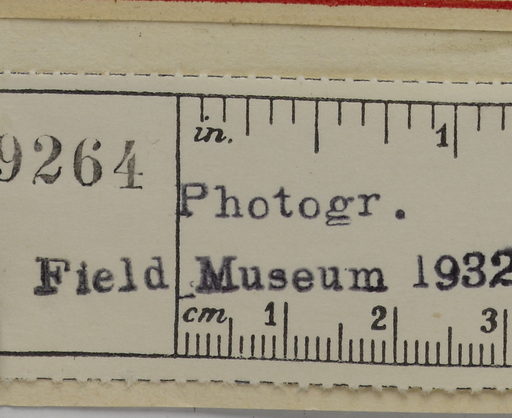 in. 1
9264
Photogr.
Field Museum 1932
cm 1 2 3